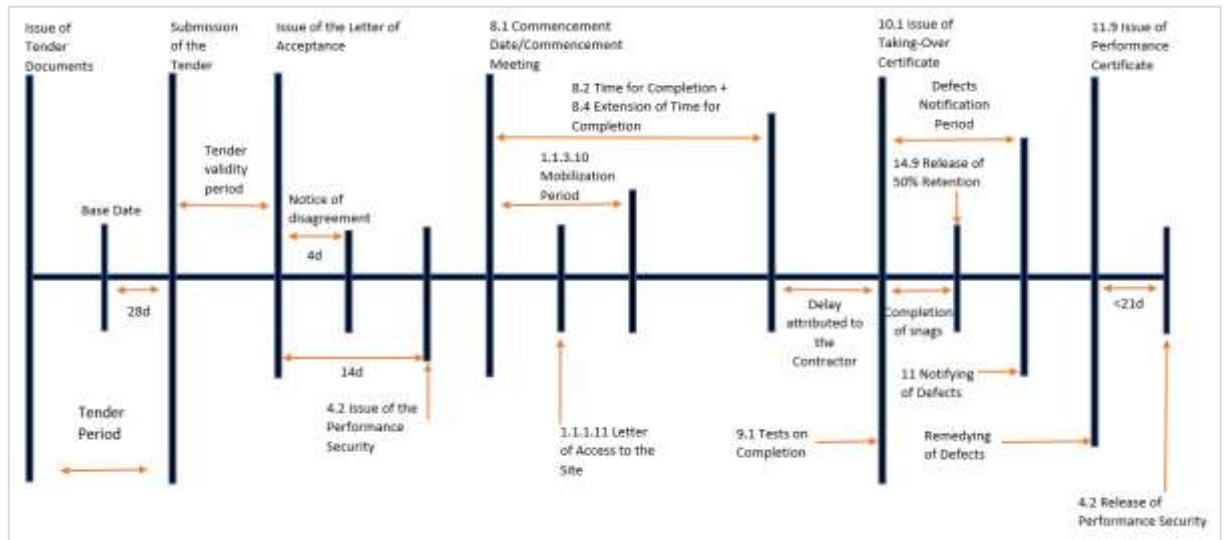 Issue of
Tender
Documents
Submission
of the
Tender
Issue of the Letter of
Acceptance
8.1 Commencement
Date/Commencement
Meeting
10.1 Issue of
Taking-Over
Certificate
11.9 Issue of
Performance
Certificate
8.2 Time for Completion +
8.4 Extension of Time for
Completion
Defects
Notification
Period
Tender
validity
period
1.1.3.10
Mobilization
Period
14.9 Release of
50% Retention
Base Date
Notice of
disagreement
4d
28d
14d
Delay
attributed to
the
Contractor
Completion
of snags
<21d
4.2 Issue of the
Performance
Security
11 Notifying
of Defects
Tender
Period
1.1.1.11 Letter
of Access to the
Site
9.1 Tests on
Completion
Remedying
of Defects
4.2 Release of
Performance Security